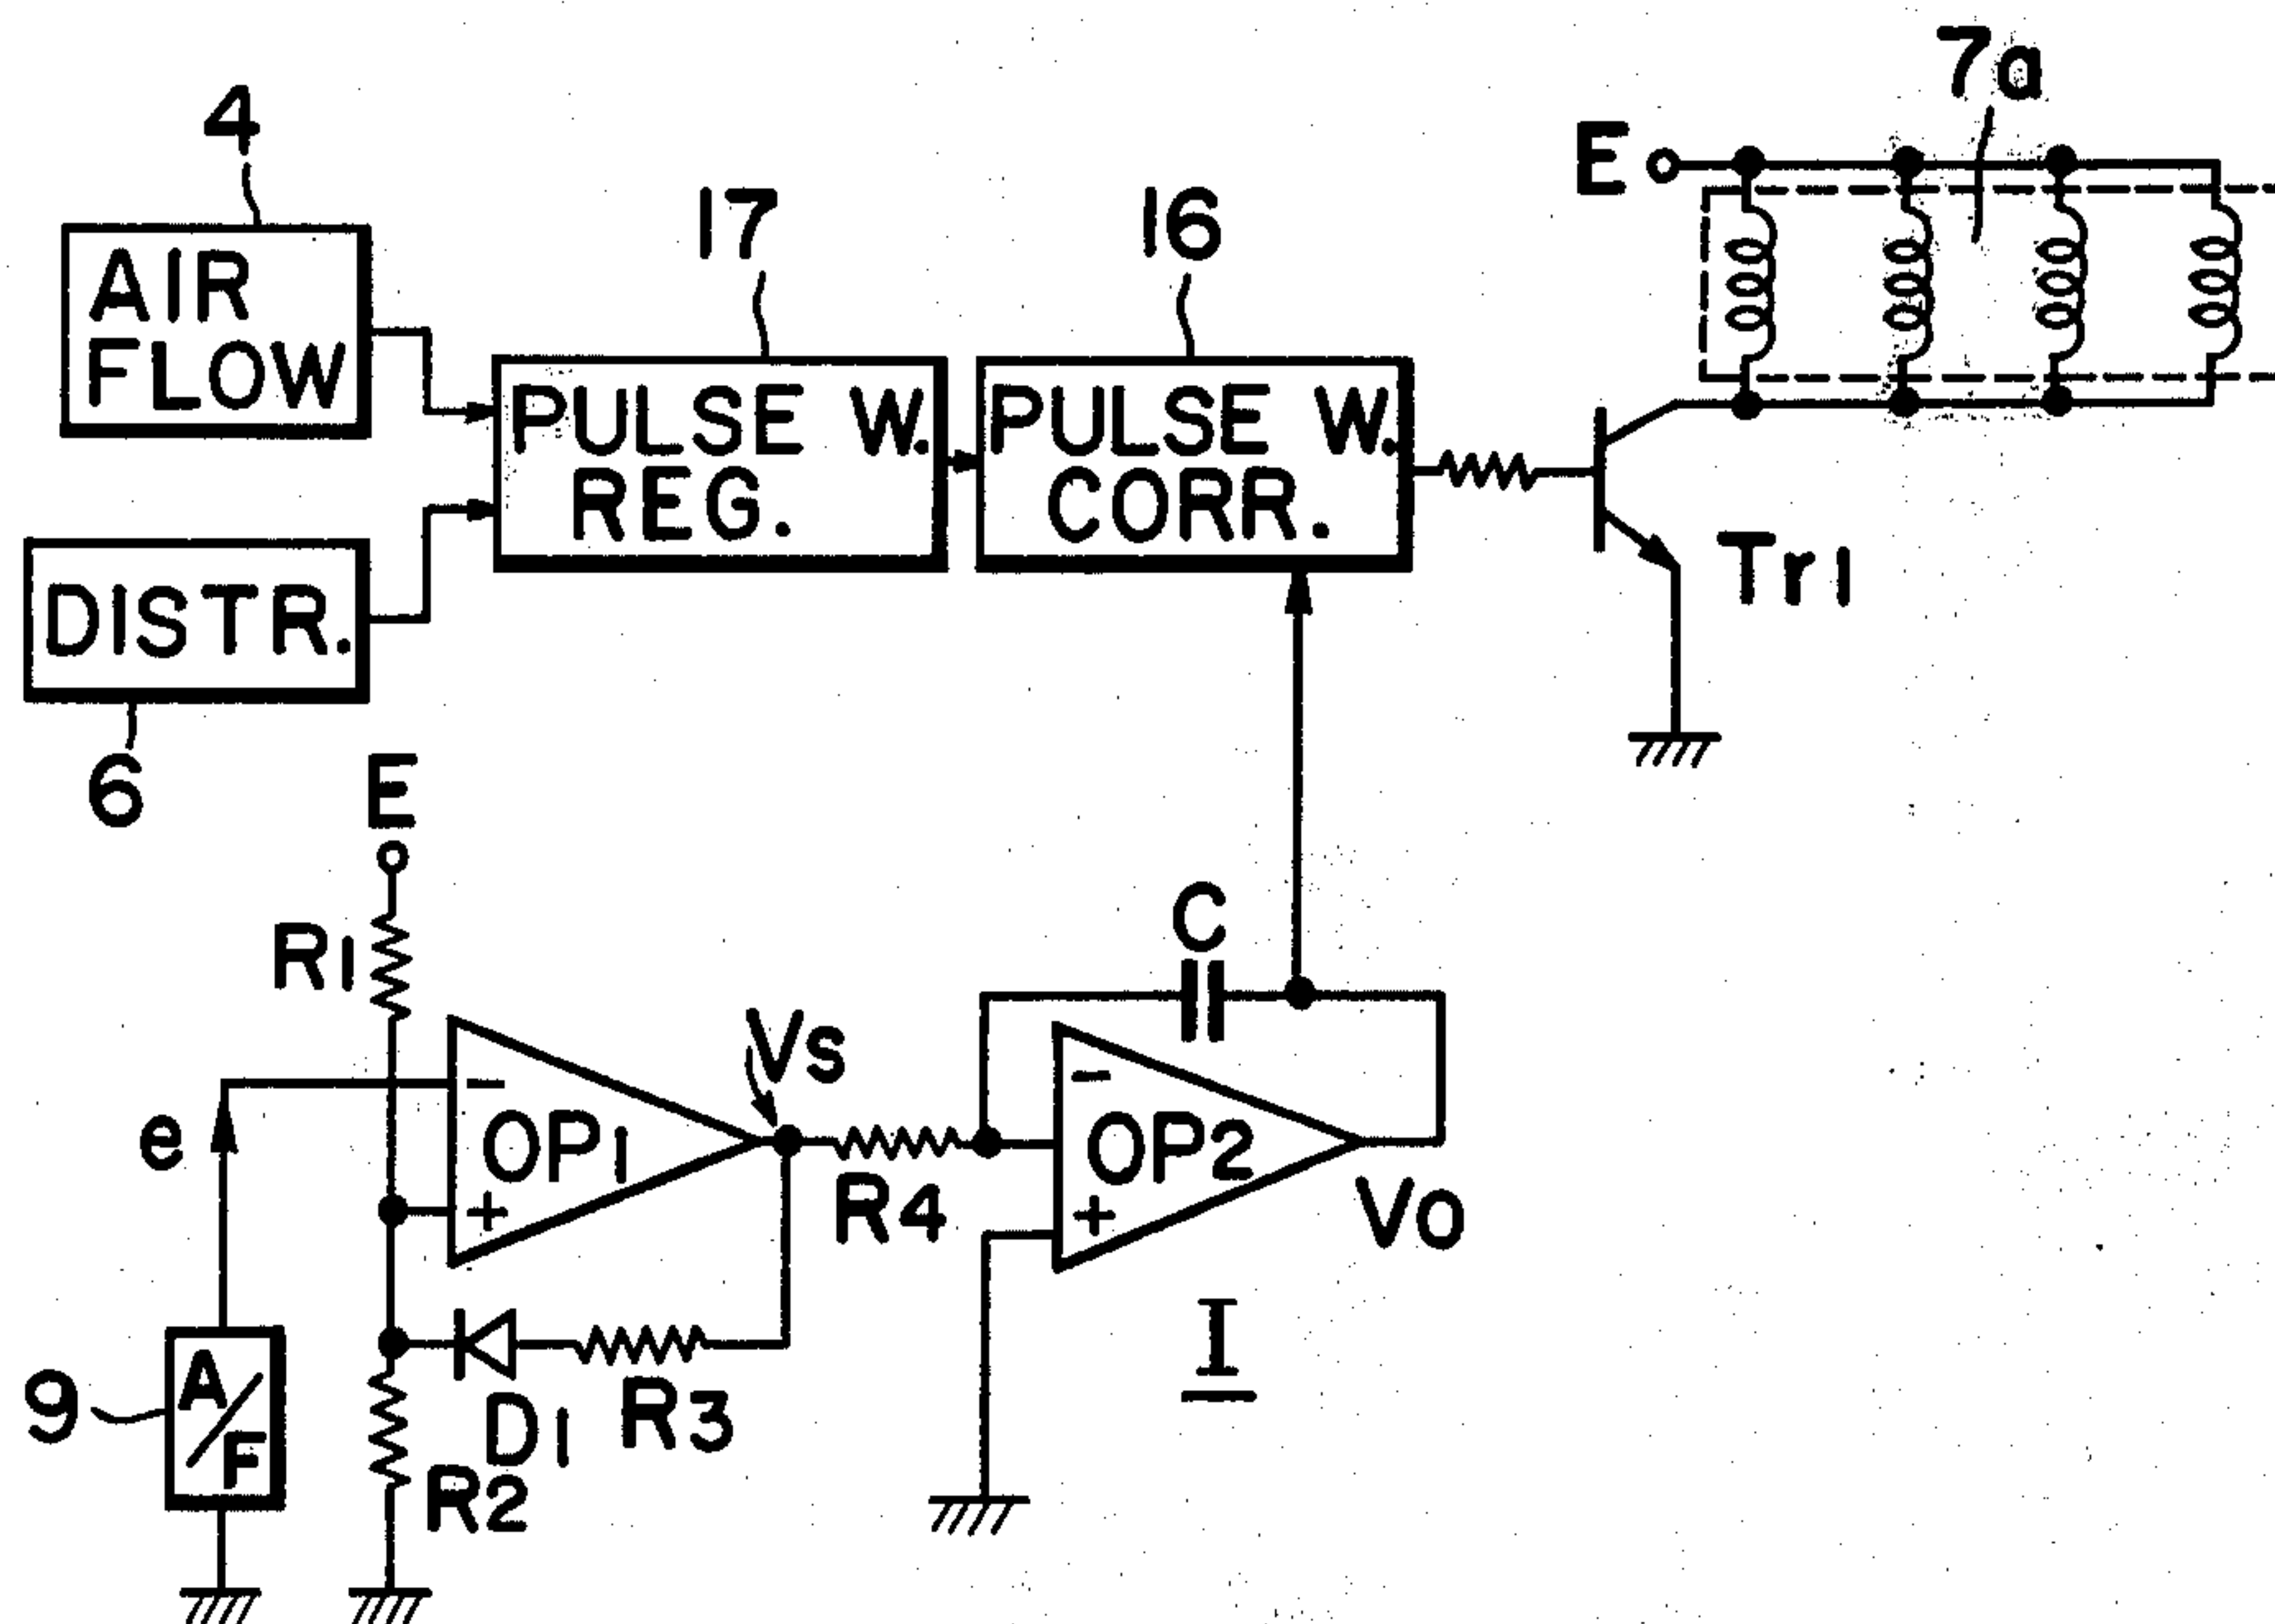 7a
4
E
17
16
AIR
FLOW
PULSE W.
REG.
PULSE W.
CORR.
Tr1
DISTR.
6
E
C
R1
Vs
-
-
e
OP1
OP2
R4
+
+
Vo
I
9
A/F
D1
R3
R2